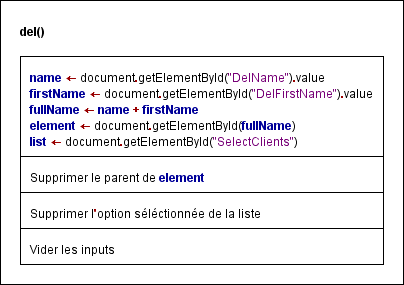 del()
name ← document.getElementById("DelName").value
firstName ← document.getElementById("DelFirstName").value
fullName ← name + firstName
element ← document.getElementById(fullName)
list ← document.getElementById("SelectClients")
Supprimer le parent de element
Supprimer l'option séléctionnée de la liste
Vider les inputs